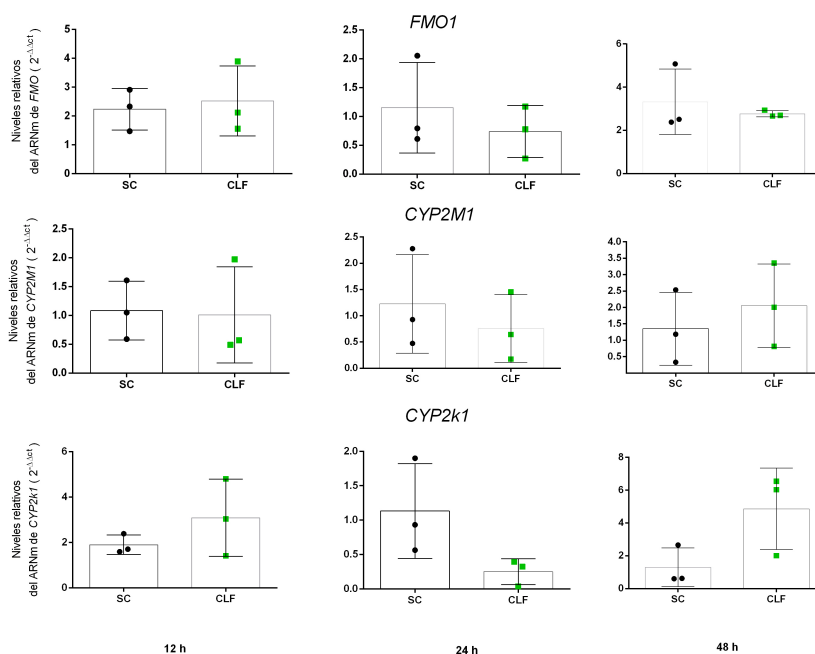 FMO1
Niveles relativos
del ARNm de FMO ( 2^-ΔΔct )
5
4
3
2
1
0
SC
CLF
2.5
2.0
1.5
1.0
0.5
0.0
SC
CLF
6
4
2
0
SC
CLF
CYP2M1
Niveles relativos
del ARNm de CYP2M1 ( 2^-ΔΔct )
2.5
2.0
1.5
1.0
0.5
0.0
SC
CLF
2.5
2.0
1.5
1.0
0.5
0.0
SC
CLF
4.0
3.5
3.0
2.5
2.0
1.5
1.0
0.5
SC
CLF
CYP2k1
Niveles relativos
del ARNm de CYP2k1 ( 2^-ΔΔct )
6
4
2
0
SC
CLF
2.0
1.5
1.0
0.5
0.0
SC
CLF
8
6
4
2
0
SC
CLF
12 h
24 h
48 h